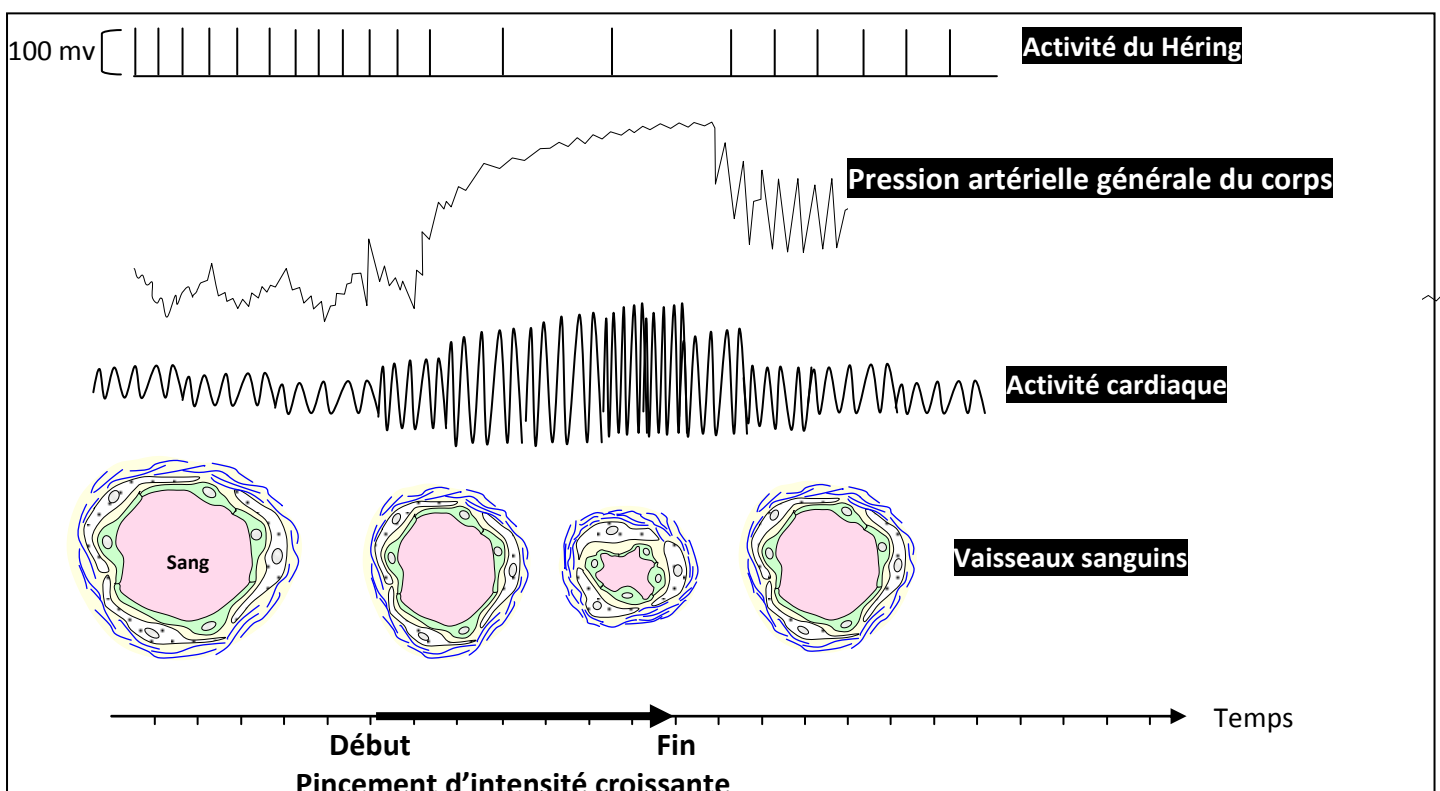 100 mv
Activité du Héring
Pression artérielle générale du corps
Activité cardiaque
Sang
Vaisseaux sanguins
Temps
Début
Fin
Pincement d'intensité croissante